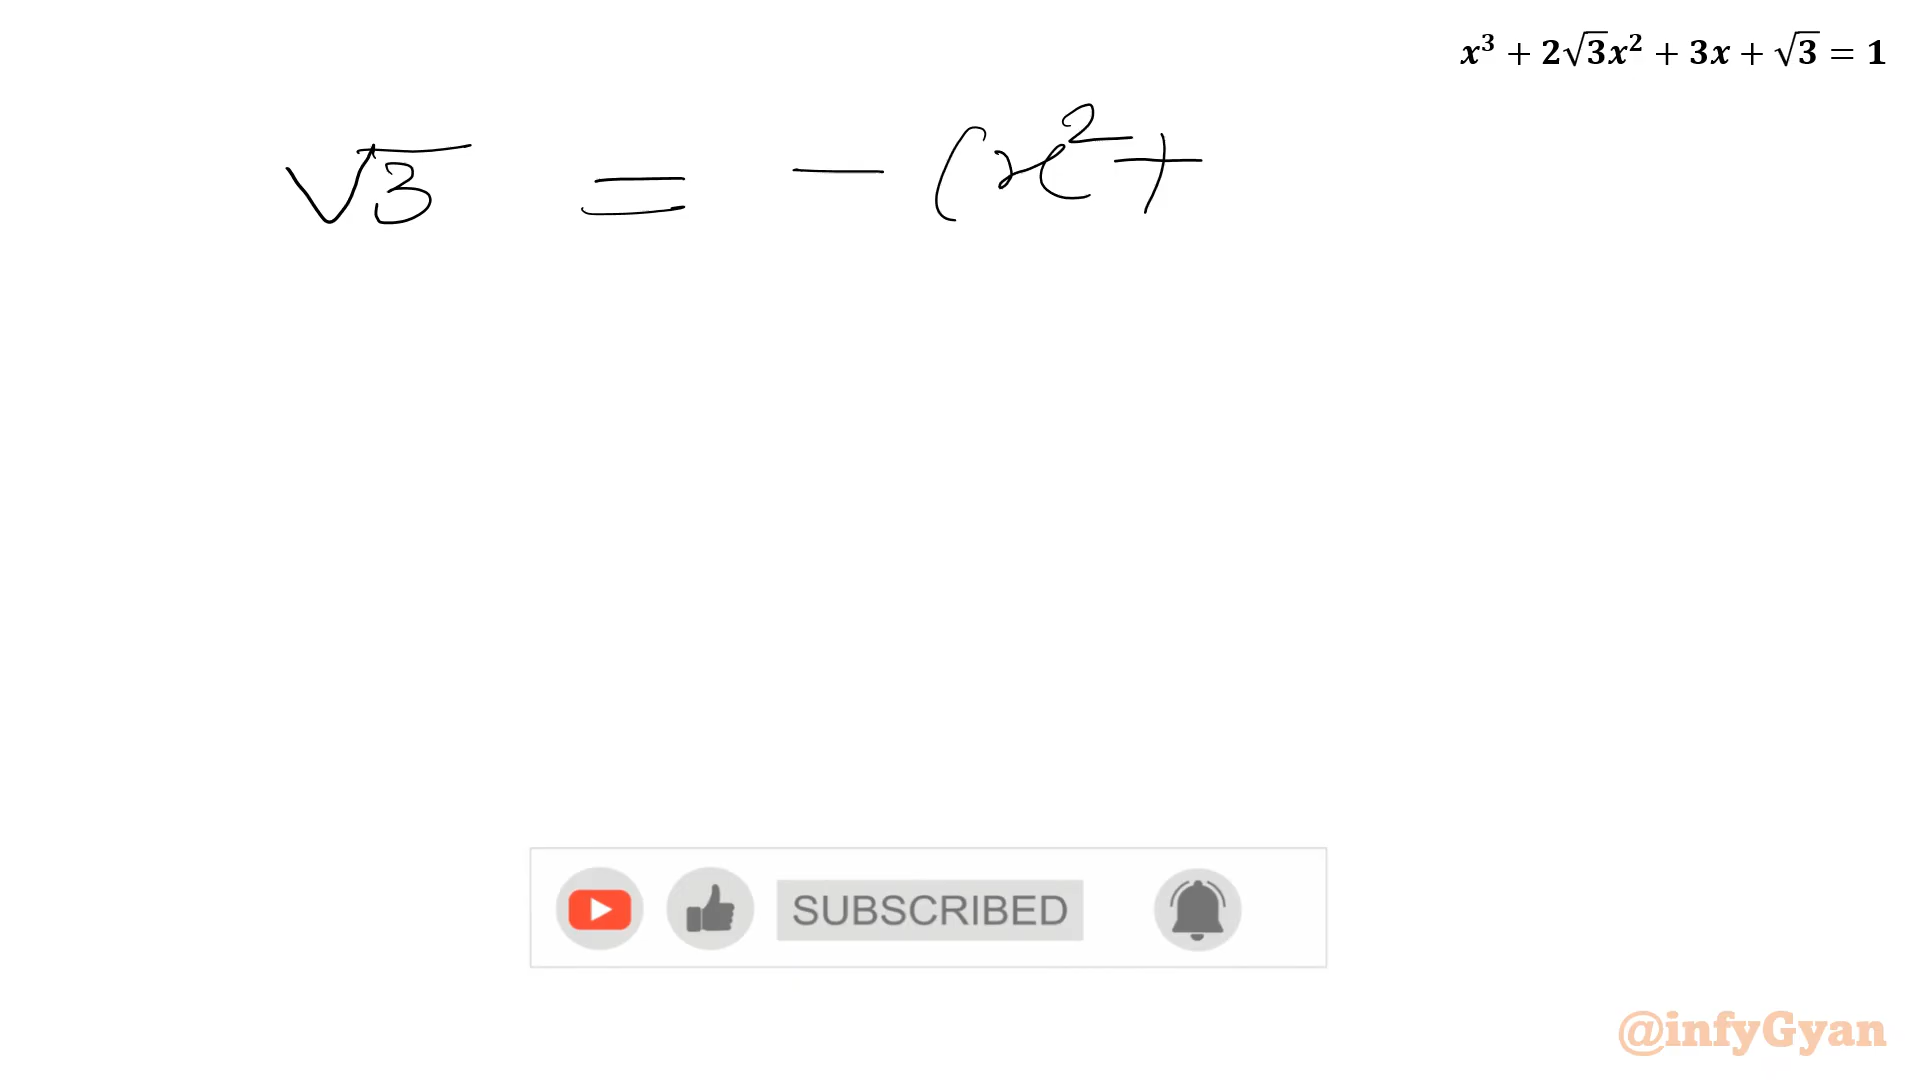 x³ + 2√3x² + 3x + √3 = 1
√3 = - (x² +
SUBSCRIBED
@infyGyan